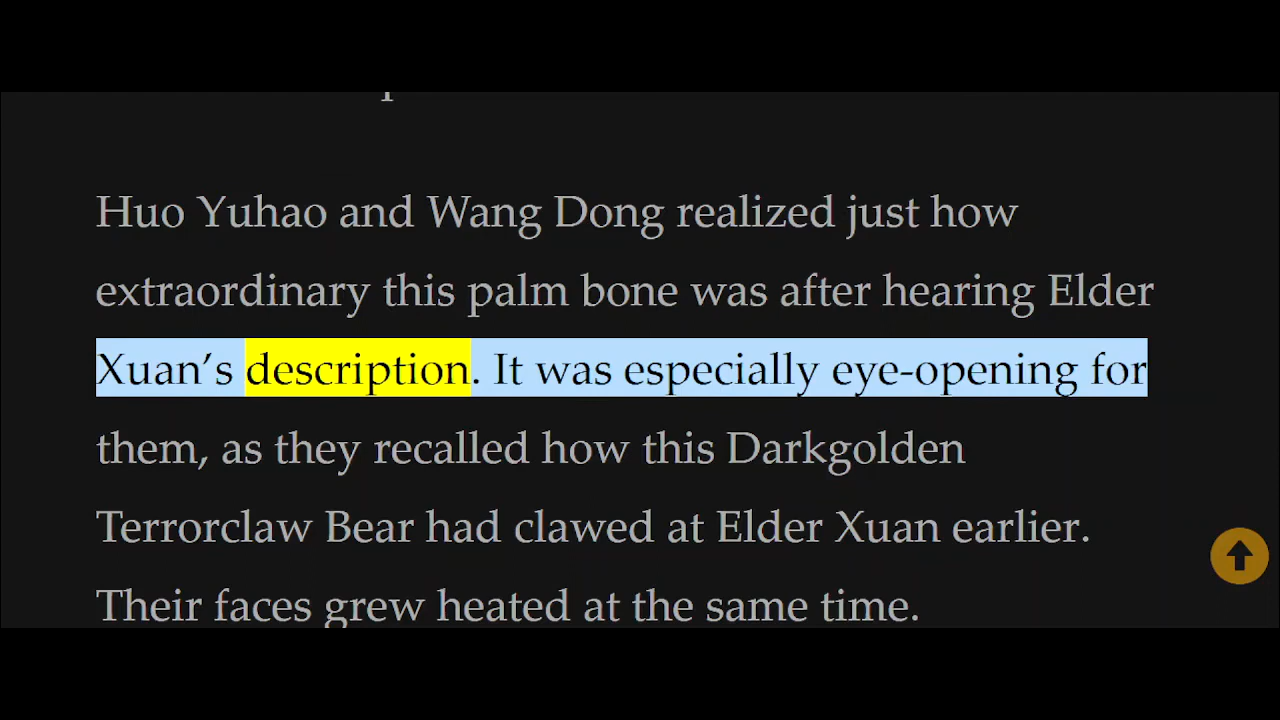 Huo Yuhao and Wang Dong realized just how
extraordinary this palm bone was after hearing Elder
Xuan’s description. It was especially eye-opening for
them, as they recalled how this Darkgolden
Terrorclaw Bear had clawed at Elder Xuan earlier.
Their faces grew heated at the same time.